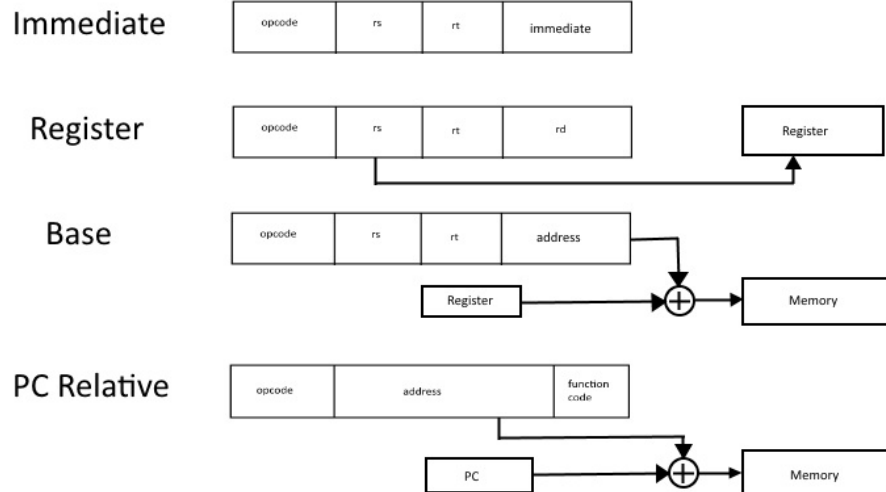 Immediate
opcode rs rt immediate
Register
opcode rs rt rd
Register
Base
opcode rs rt address
Register
Memory
PC Relative
opcode address function
code
PC
Memory